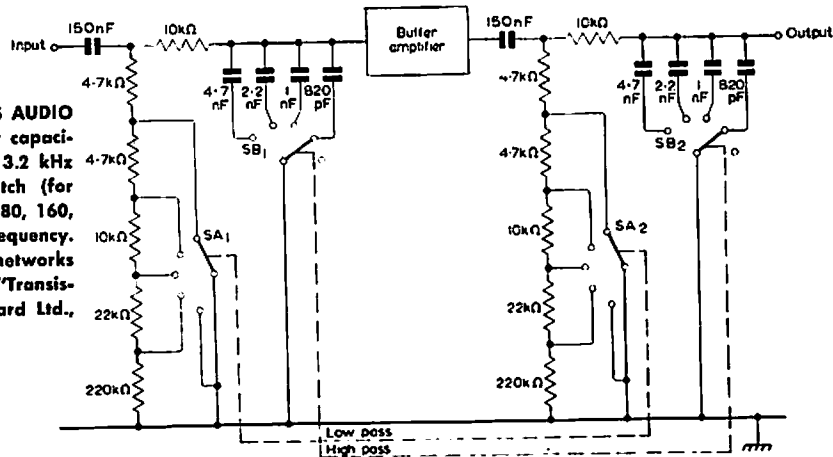 S AUDIO
r capaci-
3.2 kHz
tch (for
80, 160,
equency.
networks
"Transis-
ard Ltd.,
Input
150nF
10kΩ
Buffer
amplifier
150nF
10kΩ
Output
4.7kΩ
4.7
nF
2.2
nF
1
nF
820
pF
SB1
4.7kΩ
10kΩ
SA1
22kΩ
220kΩ
4.7kΩ
4.7
nF
2.2
nF
1
nF
820
pF
SB2
4.7kΩ
10kΩ
SA2
22kΩ
220kΩ
Low pass
High pass